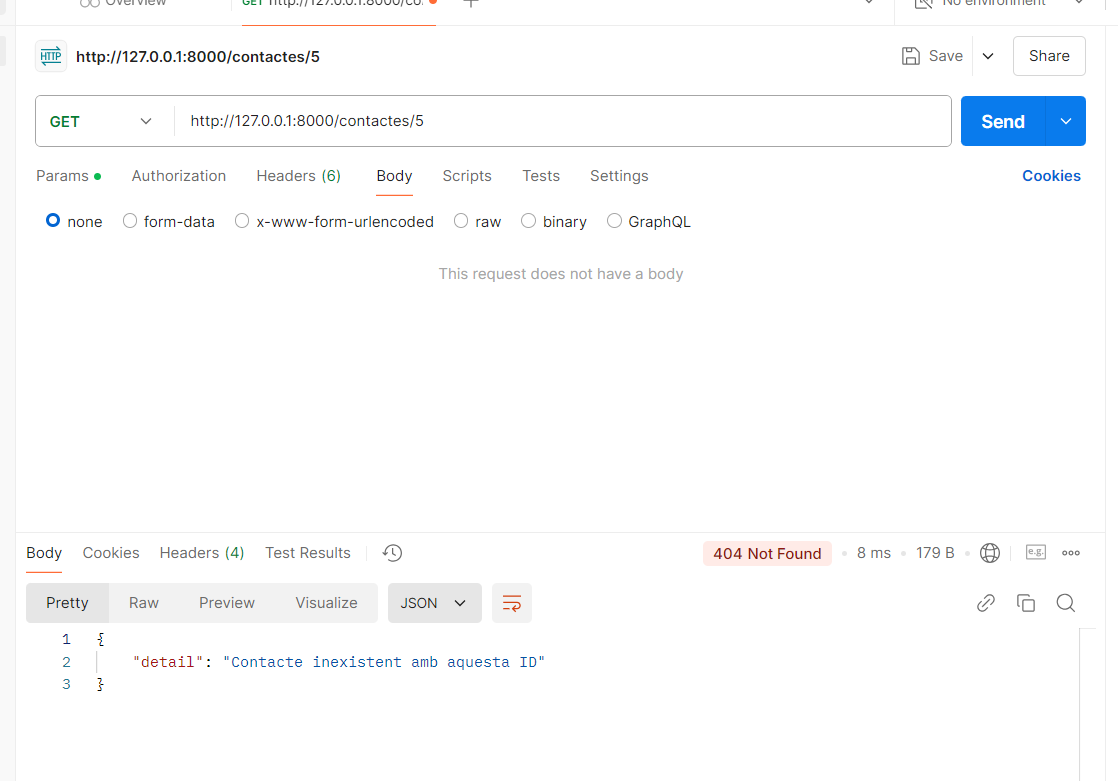 Overview GET http://127.0.0.1:8000/co No environment
HTTP http://127.0.0.1:8000/contactes/5 Save Share
GET http://127.0.0.1:8000/contactes/5 Send
Params Authorization Headers (6) Body Scripts Tests Settings Cookies
none form-data x-www-form-urlencoded raw binary GraphQL
This request does not have a body
Body Cookies Headers (4) Test Results 404 Not Found 8 ms 179 B e.g.
Pretty Raw Preview Visualize JSON
1 {
2 "detail": "Contacte inexistent amb aquesta ID"
3 }